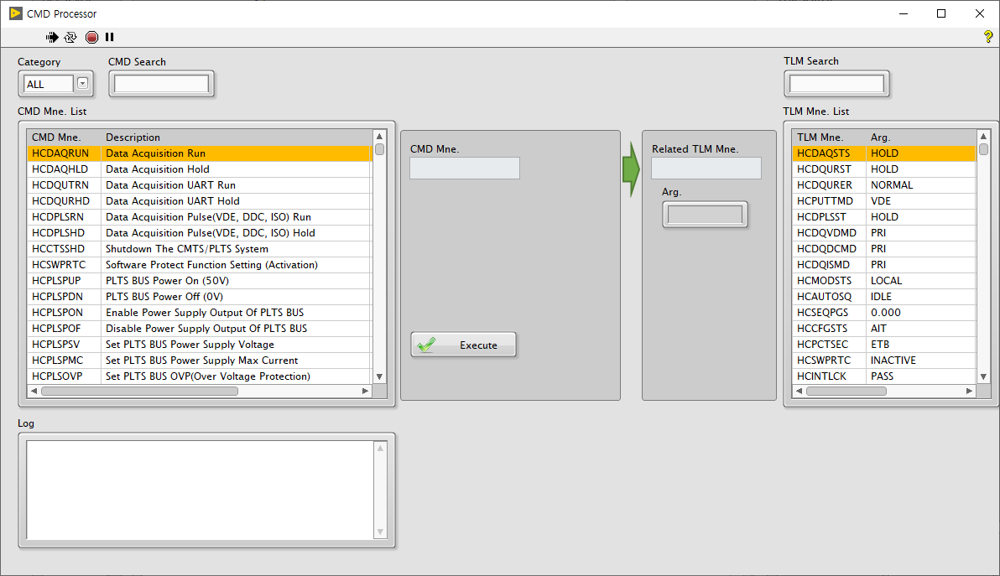 CMD Processor
Category
CMD Search
TLM Search
ALL
CMD Mne. List
TLM Mne. List
CMD Mne. Description
HCDAQRUN Data Acquisition Run
HCDAQHLD Data Acquisition Hold
HCDQUTRN Data Acquisition UART Run
HCDQURHD Data Acquisition UART Hold
HCDPLSRN Data Acquisition Pulse(VDE, DDC, ISO) Run
HCDPLSHD Data Acquisition Pulse(VDE, DDC, ISO) Hold
HCCTSSHD Shutdown The CMTS/PLTS System
HCSWPRTC Software Protect Function Setting (Activation)
HCPLSPUP PLTS BUS Power On (50V)
HCPLSPDN PLTS BUS Power Off (0V)
HCPLSPON Enable Power Supply Output Of PLTS BUS
HCPLSPOF Disable Power Supply Output Of PLTS BUS
HCPLSPSV Set PLTS BUS Power Supply Voltage
HCPLSPMC Set PLTS BUS Power Supply Max Current
HCPLSOVP Set PLTS BUS OVP(Over Voltage Protection)
CMD Mne.
Execute
Related TLM Mne.
Arg.
TLM Mne. Arg.
HCDAQSTS HOLD
HCDQURST HOLD
HCDQURER NORMAL
HCPUTTMD VDE
HCDPLSST HOLD
HCDQVDMD PRI
HCDQDCMD PRI
HCDQISMD PRI
HCMODSTS LOCAL
HCAUTOSQ IDLE
HCSEQPGS 0.000
HCCFGSTS AIT
HCPCTSEC ETB
HCSWPRTC INACTIVE
HCINTLCK PASS
Log